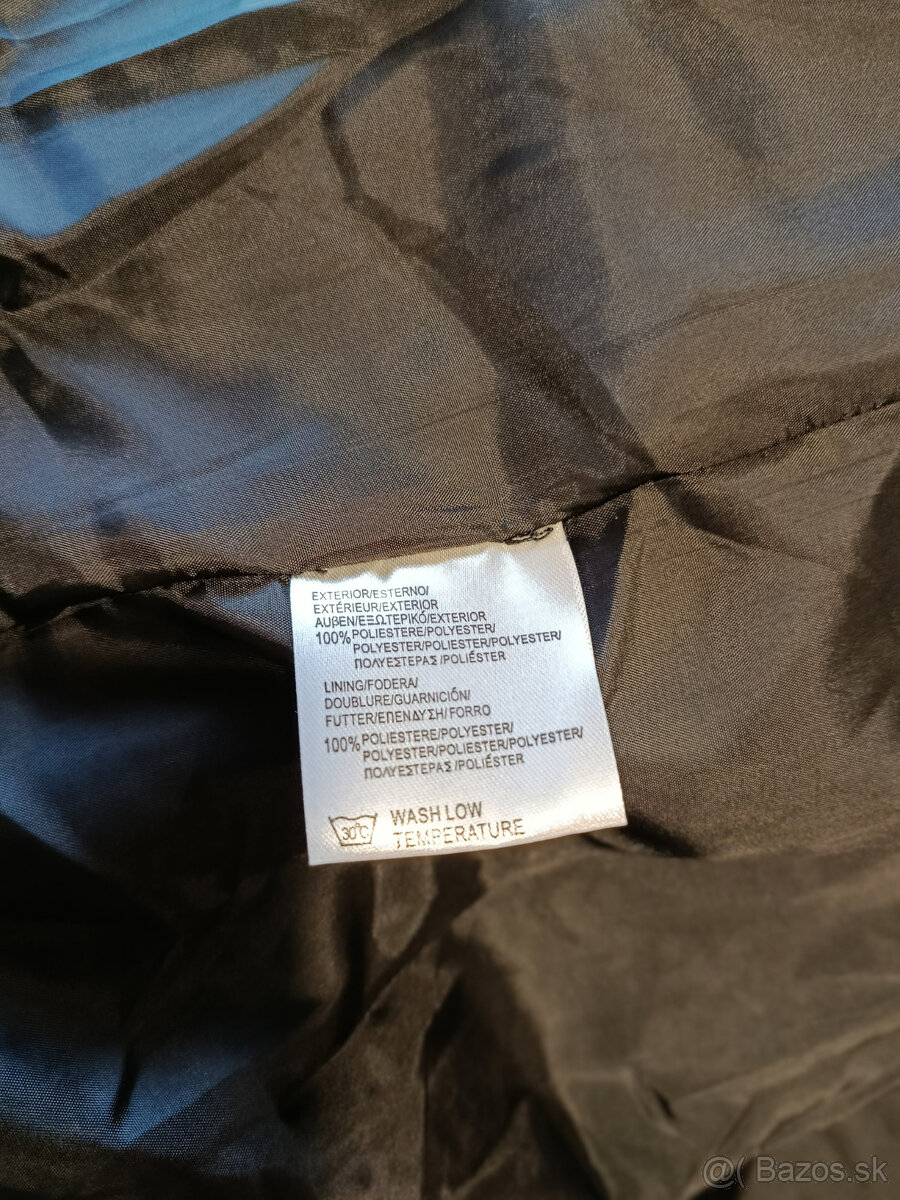 EXTERIOR/ESTERNO/
EXTÉRIEUR/EXTERIOR
AUβEN/ΕΞΩΤΕΡΙΚΌ/EXTERIOR
100% POLIESTERE/POLYESTER/
POLYESTER/POLIESTER/POLYESTER/
ΠΟΛΥΕΣΤΕΡΑΣ/POLIÉSTER
LINING/FODERA/
DOUBLURE/GUARNICIÓN/
FUTTER/ΕΠΕΝΔΥΣΗ/FORRO
100% POLIESTERE/POLYESTER/
POLYESTER/POLIESTER/POLYESTER/
ΠΟΛΥΕΣΤΕΡΑΣ/POLIÉSTER
30°C WASH LOW
TEMPERATURE
@( Bazos.sk